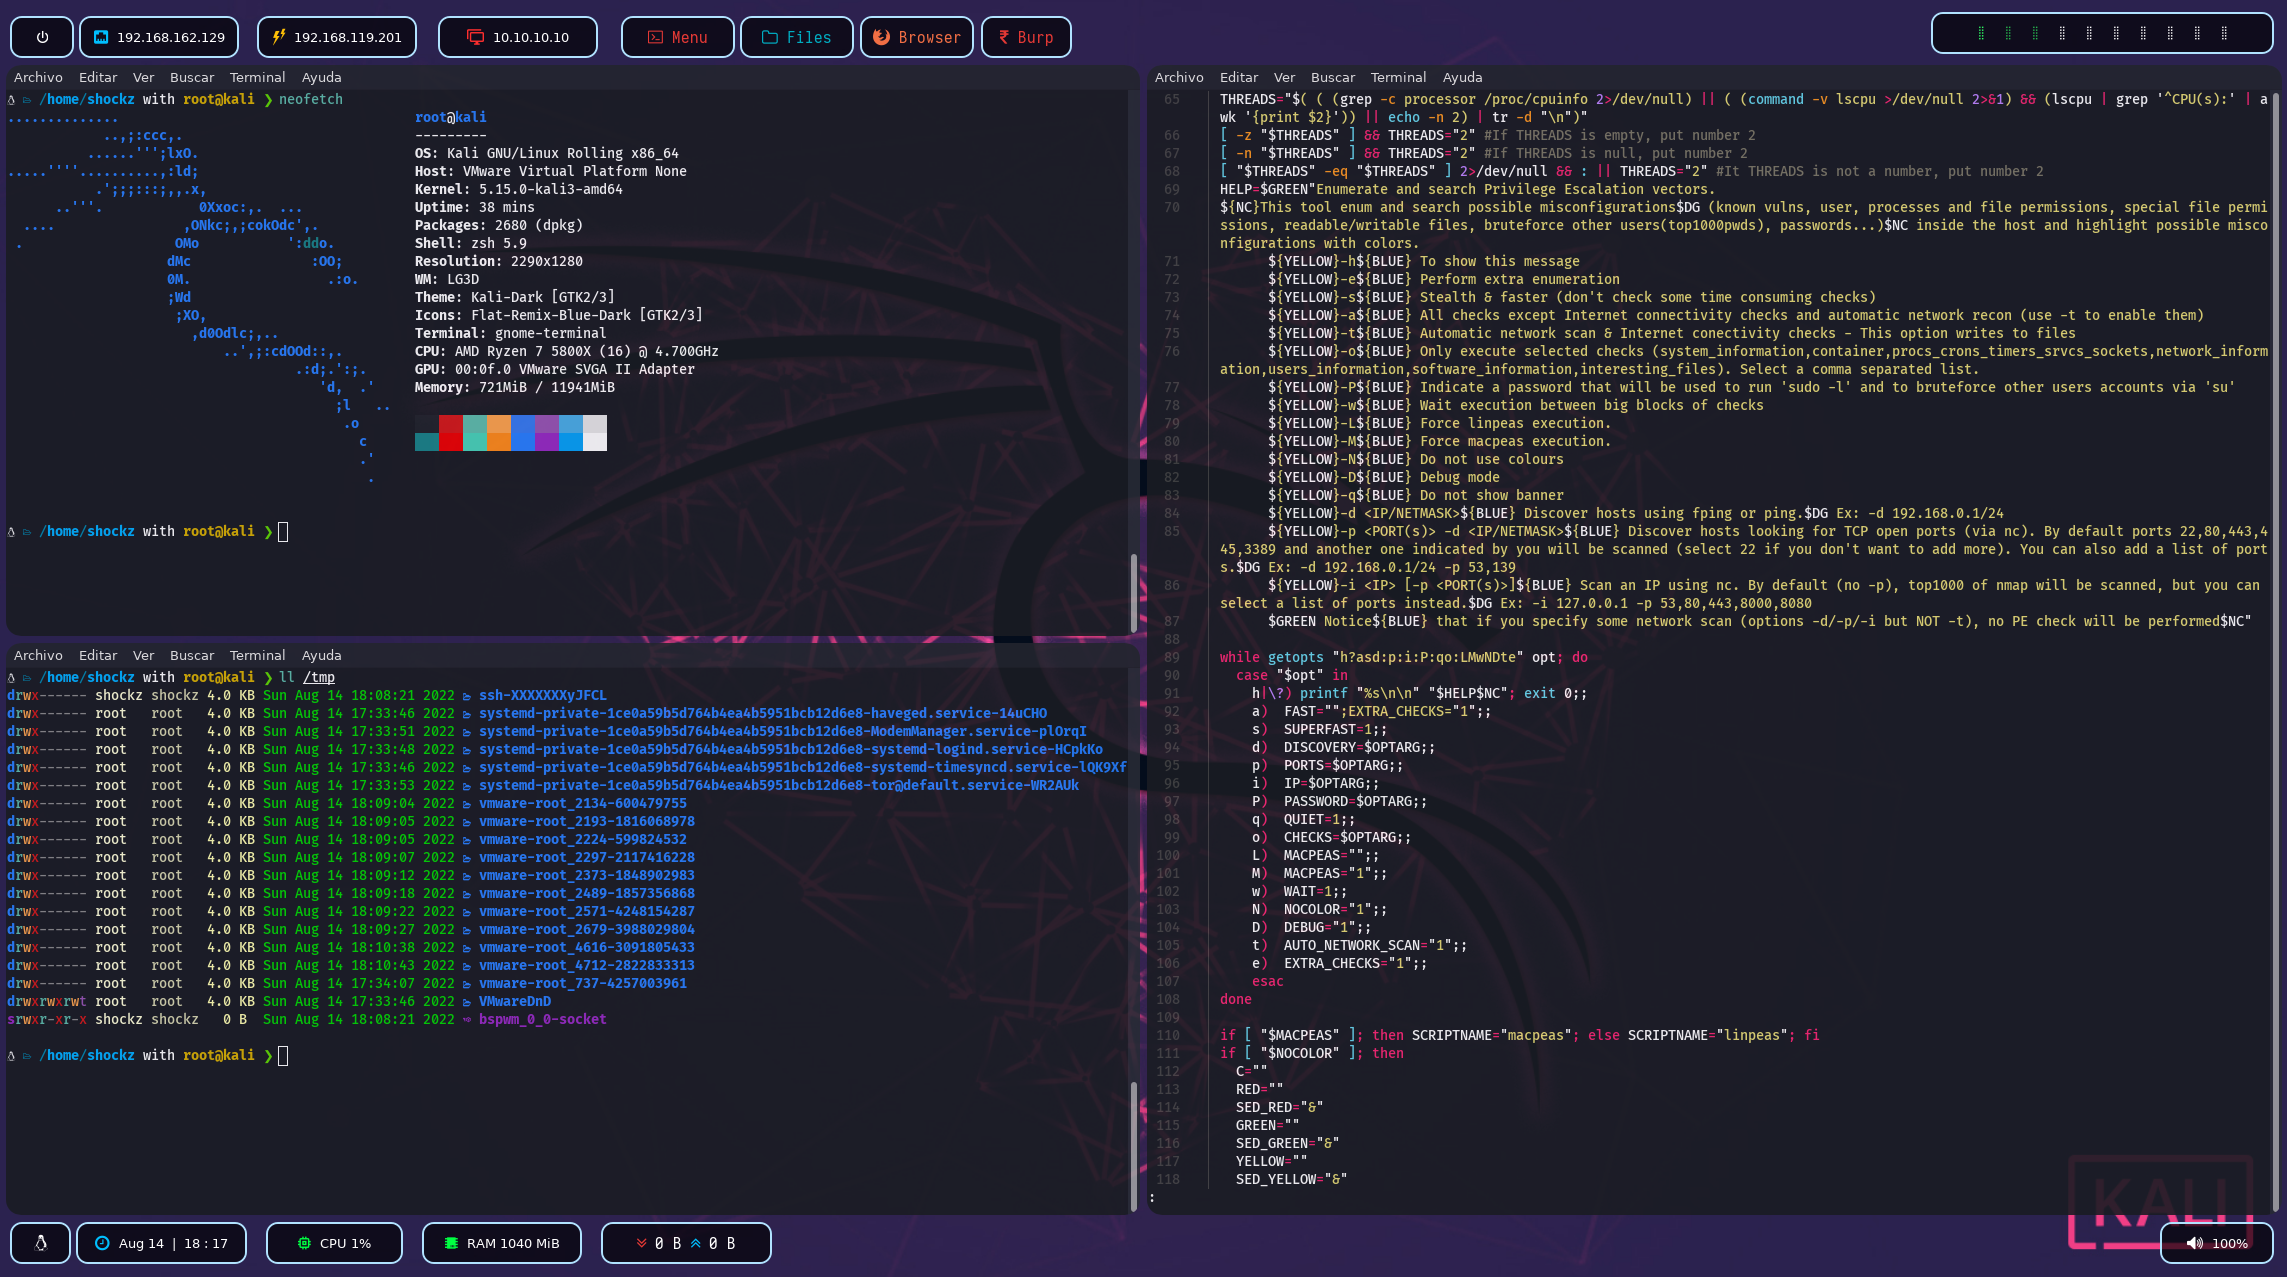 192.168.162.129 192.168.119.201 10.10.10.10 Menu Files Browser Burp
Archivo Editar Ver Buscar Terminal Ayuda
/home/shockz with root@kali ❯ neofetch
..............
            ..,;:ccc,.
          ......''';lxO.
.....''''..........,:ld;
           .';;;:::;,,.x,
      ..'''.            0Xxoc:,.  ...
  ....                ,ONkc;,;cokOdc',.
 .                   OMo           ':ddo.
                    dMc               :OO;
                    0M.                 .:o.
                    ;Wd
                     ;XO,
                       ,d0Odlc;,..
                           ..',;:cdOOd::,.
                                    .:d;.':;.
                                       'd,  .'
                                         ;l   ..
                                          .o
                                            c
                                            .'
                                             .
root@kali
---------
OS: Kali GNU/Linux Rolling x86_64
Host: VMware Virtual Platform None
Kernel: 5.15.0-kali3-amd64
Uptime: 38 mins
Packages: 2680 (dpkg)
Shell: zsh 5.9
Resolution: 2290x1280
WM: LG3D
Theme: Kali-Dark [GTK2/3]
Icons: Flat-Remix-Blue-Dark [GTK2/3]
Terminal: gnome-terminal
CPU: AMD Ryzen 7 5800X (16) @ 4.700GHz
GPU: 00:0f.0 VMware SVGA II Adapter
Memory: 721MiB / 11941MiB
/home/shockz with root@kali ❯
Archivo Editar Ver Buscar Terminal Ayuda
/home/shockz with root@kali ❯ ll /tmp
drwx------ shockz shockz 4.0 KB Sun Aug 14 18:08:21 2022 ssh-XXXXXXXyJFCL
drwx------ root   root   4.0 KB Sun Aug 14 17:33:46 2022 systemd-private-1ce0a59b5d764b4ea4b5951bcb12d6e8-haveged.service-14uCHO
drwx------ root   root   4.0 KB Sun Aug 14 17:33:51 2022 systemd-private-1ce0a59b5d764b4ea4b5951bcb12d6e8-ModemManager.service-plOrqI
drwx------ root   root   4.0 KB Sun Aug 14 17:33:48 2022 systemd-private-1ce0a59b5d764b4ea4b5951bcb12d6e8-systemd-logind.service-HCpkKo
drwx------ root   root   4.0 KB Sun Aug 14 17:33:46 2022 systemd-private-1ce0a59b5d764b4ea4b5951bcb12d6e8-systemd-timesyncd.service-lQK9Xf
drwx------ root   root   4.0 KB Sun Aug 14 17:33:53 2022 systemd-private-1ce0a59b5d764b4ea4b5951bcb12d6e8-tor@default.service-WR2AUk
drwx------ root   root   4.0 KB Sun Aug 14 18:09:04 2022 vmware-root_2134-600479755
drwx------ root   root   4.0 KB Sun Aug 14 18:09:05 2022 vmware-root_2193-1816068978
drwx------ root   root   4.0 KB Sun Aug 14 18:09:05 2022 vmware-root_2224-599824532
drwx------ root   root   4.0 KB Sun Aug 14 18:09:07 2022 vmware-root_2297-2117416228
drwx------ root   root   4.0 KB Sun Aug 14 18:09:12 2022 vmware-root_2373-1848902983
drwx------ root   root   4.0 KB Sun Aug 14 18:09:18 2022 vmware-root_2489-1857356868
drwx------ root   root   4.0 KB Sun Aug 14 18:09:22 2022 vmware-root_2571-4248154287
drwx------ root   root   4.0 KB Sun Aug 14 18:09:27 2022 vmware-root_2679-3988029804
drwx------ root   root   4.0 KB Sun Aug 14 18:10:38 2022 vmware-root_4616-3091805433
drwx------ root   root   4.0 KB Sun Aug 14 18:10:43 2022 vmware-root_4712-2822833313
drwx------ root   root   4.0 KB Sun Aug 14 17:34:07 2022 vmware-root_737-4257003961
drwxrwxrwt root   root   4.0 KB Sun Aug 14 17:33:46 2022 VMwareDnD
srwxr-xr-x shockz shockz   0 B  Sun Aug 14 18:08:21 2022 bspwm_0_0-socket
/home/shockz with root@kali ❯
Archivo Editar Ver Buscar Terminal Ayuda
65 THREADS="$( ( (grep -c processor /proc/cpuinfo 2>/dev/null) || ( (command -v lscpu >/dev/null 2>&1) && (lscpu | grep '^CPU(s):' | a
wk '{print $2}')) || echo -n 2) | tr -d "\n")"
66 [ -z "$THREADS" ] && THREADS="2" #If THREADS is empty, put number 2
67 [ -n "$THREADS" ] && THREADS="2" #If THREADS is null, put number 2
68 [ "$THREADS" -eq "$THREADS" ] 2>/dev/null && : || THREADS="2" #It THREADS is not a number, put number 2
69 HELP=$GREEN"Enumerate and search Privilege Escalation vectors.
70 ${NC}This tool enum and search possible misconfigurations$DG (known vulns, user, processes and file permissions, special file permi
ssions, readable/writable files, bruteforce other users(top1000pwds), passwords...)$NC inside the host and highlight possible misco
nfigurations with colors.
71       ${YELLOW}-h${BLUE} To show this message
72       ${YELLOW}-e${BLUE} Perform extra enumeration
73       ${YELLOW}-s${BLUE} Stealth & faster (don't check some time consuming checks)
74       ${YELLOW}-a${BLUE} All checks except Internet connectivity checks and automatic network recon (use -t to enable them)
75       ${YELLOW}-t${BLUE} Automatic network scan & Internet conectivity checks - This option writes to files
76       ${YELLOW}-o${BLUE} Only execute selected checks (system_information,container,procs_crons_timers_srvcs_sockets,network_inform
ation,users_information,software_information,interesting_files). Select a comma separated list.
77       ${YELLOW}-P${BLUE} Indicate a password that will be used to run 'sudo -l' and to bruteforce other users accounts via 'su'
78       ${YELLOW}-w${BLUE} Wait execution between big blocks of checks
79       ${YELLOW}-L${BLUE} Force linpeas execution.
80       ${YELLOW}-M${BLUE} Force macpeas execution.
81       ${YELLOW}-N${BLUE} Do not use colours
82       ${YELLOW}-D${BLUE} Debug mode
83       ${YELLOW}-q${BLUE} Do not show banner
84       ${YELLOW}-d <IP/NETMASK>${BLUE} Discover hosts using fping or ping.$DG Ex: -d 192.168.0.1/24
85       ${YELLOW}-p <PORT(s)> -d <IP/NETMASK>${BLUE} Discover hosts looking for TCP open ports (via nc). By default ports 22,80,443,4
45,3389 and another one indicated by you will be scanned (select 22 if you don't want to add more). You can also add a list of port
s.$DG Ex: -d 192.168.0.1/24 -p 53,139
86       ${YELLOW}-i <IP> [-p <PORT(s)>]${BLUE} Scan an IP using nc. By default (no -p), top1000 of nmap will be scanned, but you can
select a list of ports instead.$DG Ex: -i 127.0.0.1 -p 53,80,443,8000,8080
87       $GREEN Notice${BLUE} that if you specify some network scan (options -d/-p/-i but NOT -t), no PE check will be performed$NC"
88
89 while getopts "h?asd:p:i:P:qo:LMwNDte" opt; do
90   case "$opt" in
91     h|\?) printf "%s\n\n" "$HELP$NC"; exit 0;;
92     a)  FAST="";EXTRA_CHECKS="1";;
93     s)  SUPERFAST=1;;
94     d)  DISCOVERY=$OPTARG;;
95     p)  PORTS=$OPTARG;;
96     i)  IP=$OPTARG;;
97     P)  PASSWORD=$OPTARG;;
98     q)  QUIET=1;;
99     o)  CHECKS=$OPTARG;;
100     L)  MACPEAS="";;
101     M)  MACPEAS="1";;
102     w)  WAIT=1;;
103     N)  NOCOLOR="1";;
104     D)  DEBUG="1";;
105     t)  AUTO_NETWORK_SCAN="1";;
106     e)  EXTRA_CHECKS="1";;
107     esac
108 done
109
110 if [ "$MACPEAS" ]; then SCRIPTNAME="macpeas"; else SCRIPTNAME="linpeas"; fi
111 if [ "$NOCOLOR" ]; then
112   C=""
113   RED=""
114   SED_RED="&"
115   GREEN=""
116   SED_GREEN="&"
117   YELLOW=""
118   SED_YELLOW="&"
:
KALI
Aug 14 | 18 : 17 CPU 1% RAM 1040 MiB 0 B 0 B 100%